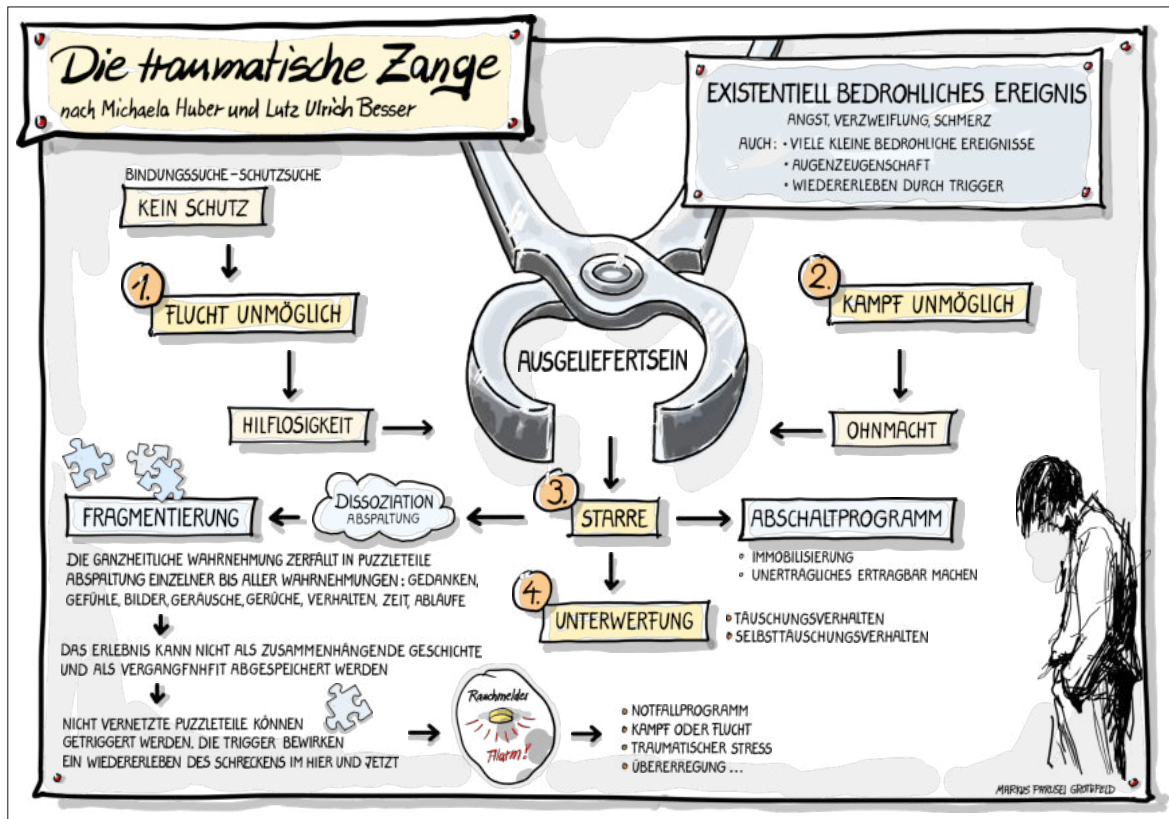 Die traumatische Zange
nach Michaela Huber und Lutz Ulrich Besser
EXISTENTIELL BEDROHLICHES EREIGNIS
ANGST, VERZWEIFLUNG, SCHMERZ
AUCH: • VIELE KLEINE BEDROHLICHE EREIGNISSE
• AUGENZEUGENSCHAFT
• WIEDERERLEBEN DURCH TRIGGER
BINDUNGSSUCHE - SCHUTZSUCHE
KEIN SCHUTZ
1.
FLUCHT UNMÖGLICH
2.
KAMPF UNMÖGLICH
AUSGELIEFERTSEIN
HILFLOSIGKEIT
OHNMACHT
3.
STARRE
DISSOZIATION
ABSPALTUNG
FRAGMENTIERUNG
ABSCHALTPROGRAMM
• IMMOBILISIERUNG
• UNERTRÄGLICHES ERTRAGBAR MACHEN
DIE GANZHEITLICHE WAHRNEHMUNG ZERFÄLLT IN PUZZLETEILE
ABSPALTUNG EINZELNER BIS ALLER WAHRNEHMUNGEN: GEDANKEN,
GEFÜHLE, BILDER, GERÄUSCHE, GERÜCHE, VERHALTEN, ZEIT, ABLÄUFE
4.
UNTERWERFUNG
• TÄUSCHUNGSVERHALTEN
• SELBSTTÄUSCHUNGSVERHALTEN
DAS ERLEBNIS KANN NICHT ALS ZUSAMMENHÄNGENDE GESCHICHTE
UND ALS VERGANGENHEIT ABGESPEICHERT WERDEN
NICHT VERNETZTE PUZZLETEILE KÖNNEN
GETRIGGERT WERDEN. DIE TRIGGER BEWIRKEN
EIN WIEDERERLEBEN DES SCHRECKENS IM HIER UND JETZT
Rauchmelder
Alarm!
• NOTFALLPROGRAMM
• KAMPF ODER FLUCHT
• TRAUMATISCHER STRESS
• ÜBERERREGUNG ...
MARKUS